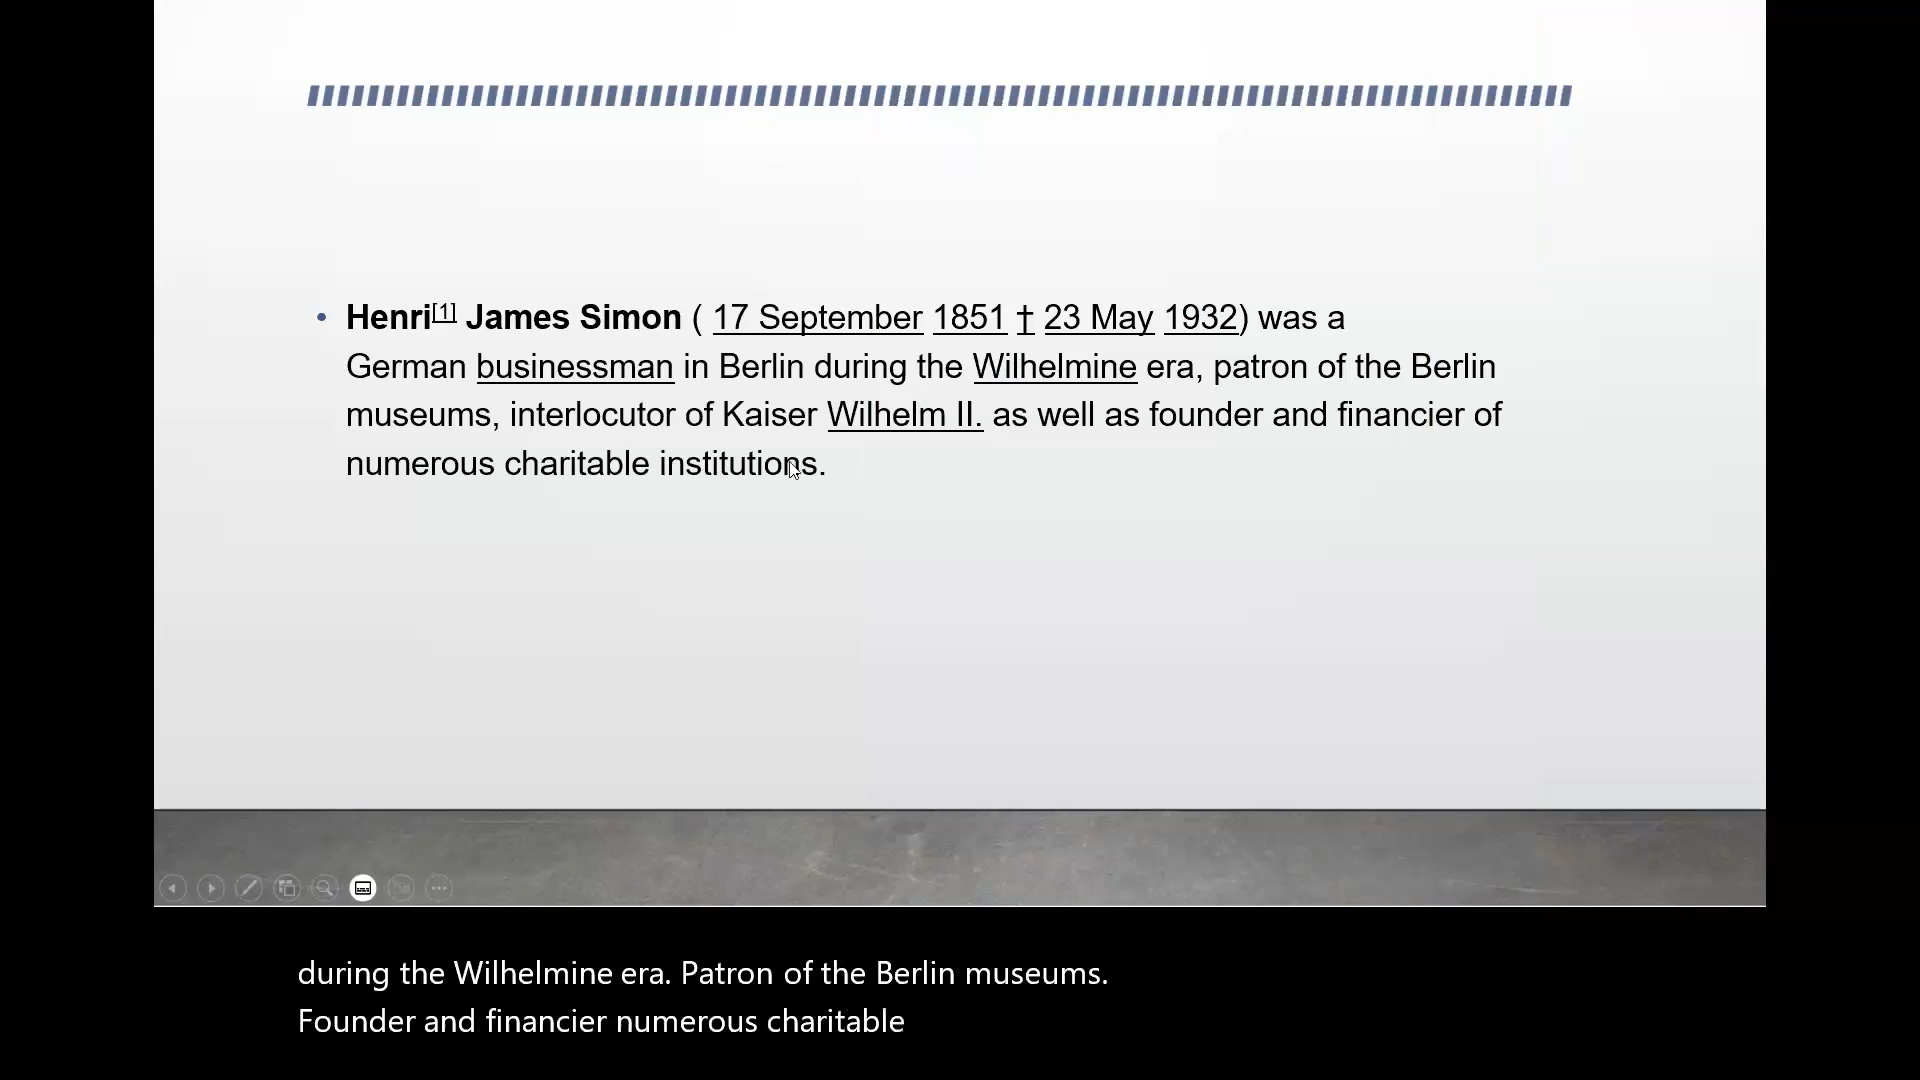 • Henri[1] James Simon ( 17 September 1851 † 23 May 1932) was a
German businessman in Berlin during the Wilhelmine era, patron of the Berlin
museums, interlocutor of Kaiser Wilhelm II. as well as founder and financier of
numerous charitable institutions.
during the Wilhelmine era. Patron of the Berlin museums.
Founder and financier numerous charitable